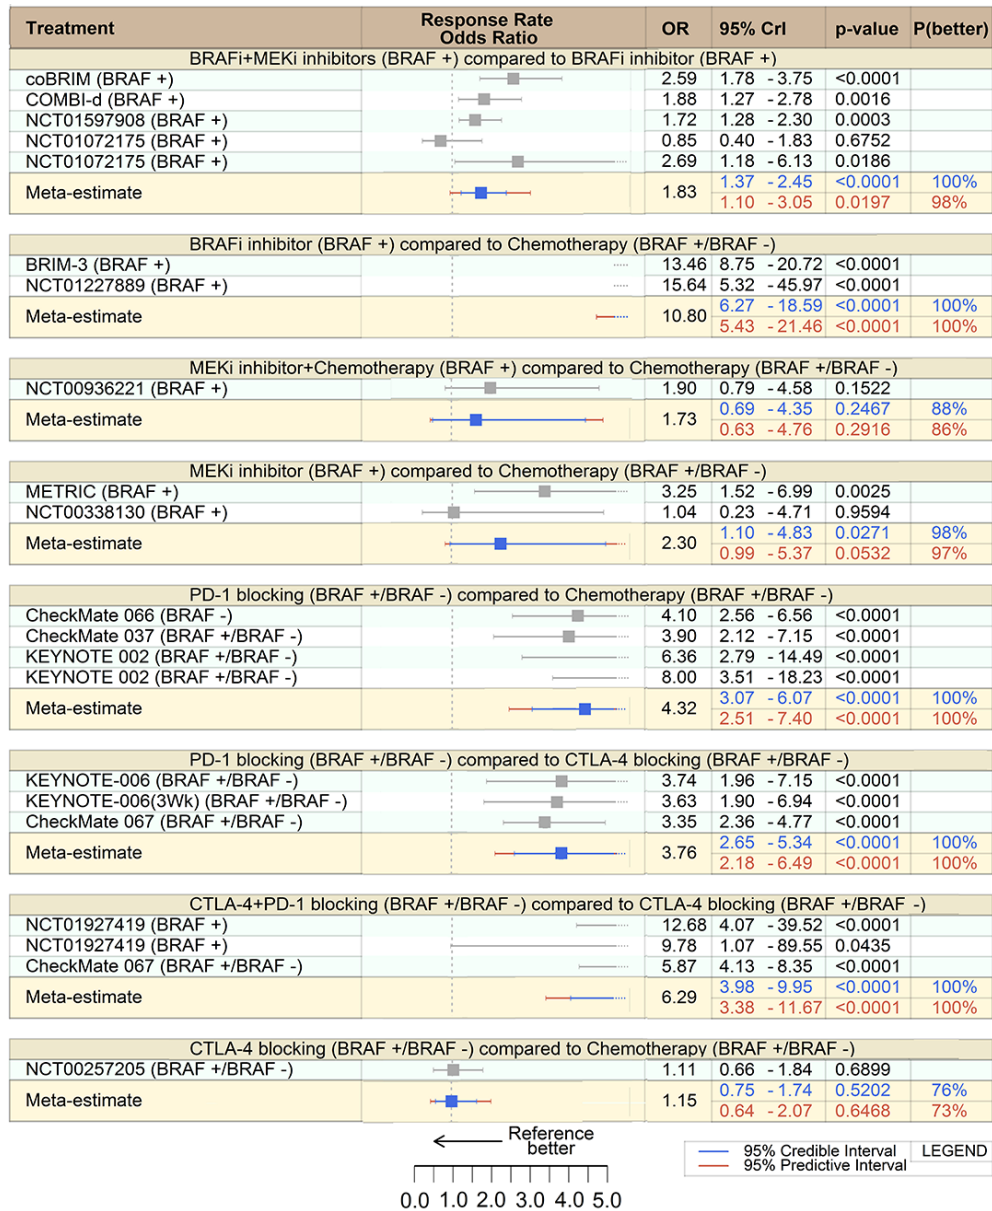 Treatment Response Rate Odds Ratio OR 95% CrI p-value P(better)
BRAFi+MEKi inhibitors (BRAF +) compared to BRAFi inhibitor (BRAF +)
coBRIM (BRAF +) 2.59 1.78 - 3.75 <0.0001
COMBI-d (BRAF +) 1.88 1.27 - 2.78 0.0016
NCT01597908 (BRAF +) 1.72 1.28 - 2.30 0.0003
NCT01072175 (BRAF +) 0.85 0.40 - 1.83 0.6752
NCT01072175 (BRAF +) 2.69 1.18 - 6.13 0.0186
Meta-estimate 1.83 1.37 - 2.45 <0.0001 100%
1.10 - 3.05 0.0197 98%
BRAFi inhibitor (BRAF +) compared to Chemotherapy (BRAF +/BRAF -)
BRIM-3 (BRAF +) 13.46 8.75 - 20.72 <0.0001
NCT01227889 (BRAF +) 15.64 5.32 - 45.97 <0.0001
Meta-estimate 10.80 6.27 - 18.59 <0.0001 100%
5.43 - 21.46 <0.0001 100%
MEKi inhibitor+Chemotherapy (BRAF +) compared to Chemotherapy (BRAF +/BRAF -)
NCT00936221 (BRAF +) 1.90 0.79 - 4.58 0.1522
Meta-estimate 1.73 0.69 - 4.35 0.2467 88%
0.63 - 4.76 0.2916 86%
MEKi inhibitor (BRAF +) compared to Chemotherapy (BRAF +/BRAF -)
METRIC (BRAF +) 3.25 1.52 - 6.99 0.0025
NCT00338130 (BRAF +) 1.04 0.23 - 4.71 0.9594
Meta-estimate 2.30 1.10 - 4.83 0.0271 98%
0.99 - 5.37 0.0532 97%
PD-1 blocking (BRAF +/BRAF -) compared to Chemotherapy (BRAF +/BRAF -)
CheckMate 066 (BRAF -) 4.10 2.56 - 6.56 <0.0001
CheckMate 037 (BRAF +/BRAF -) 3.90 2.12 - 7.15 <0.0001
KEYNOTE 002 (BRAF +/BRAF -) 6.36 2.79 - 14.49 <0.0001
KEYNOTE 002 (BRAF +/BRAF -) 8.00 3.51 - 18.23 <0.0001
Meta-estimate 4.32 3.07 - 6.07 <0.0001 100%
2.51 - 7.40 <0.0001 100%
PD-1 blocking (BRAF +/BRAF -) compared to CTLA-4 blocking (BRAF +/BRAF -)
KEYNOTE-006 (BRAF +/BRAF -) 3.74 1.96 - 7.15 <0.0001
KEYNOTE-006(3Wk) (BRAF +/BRAF -) 3.63 1.90 - 6.94 <0.0001
CheckMate 067 (BRAF +/BRAF -) 3.35 2.36 - 4.77 <0.0001
Meta-estimate 3.76 2.65 - 5.34 <0.0001 100%
2.18 - 6.49 <0.0001 100%
CTLA-4+PD-1 blocking (BRAF +/BRAF -) compared to CTLA-4 blocking (BRAF +/BRAF -)
NCT01927419 (BRAF +) 12.68 4.07 - 39.52 <0.0001
NCT01927419 (BRAF +) 9.78 1.07 - 89.55 0.0435
CheckMate 067 (BRAF +/BRAF -) 5.87 4.13 - 8.35 <0.0001
Meta-estimate 6.29 3.98 - 9.95 <0.0001 100%
3.38 - 11.67 <0.0001 100%
CTLA-4 blocking (BRAF +/BRAF -) compared to Chemotherapy (BRAF +/BRAF -)
NCT00257205 (BRAF +/BRAF -) 1.11 0.66 - 1.84 0.6899
Meta-estimate 1.15 0.75 - 1.74 0.5202 76%
0.64 - 2.07 0.6468 73%
Reference better
0.0 1.0 2.0 3.0 4.0 5.0
95% Credible Interval LEGEND
95% Predictive Interval